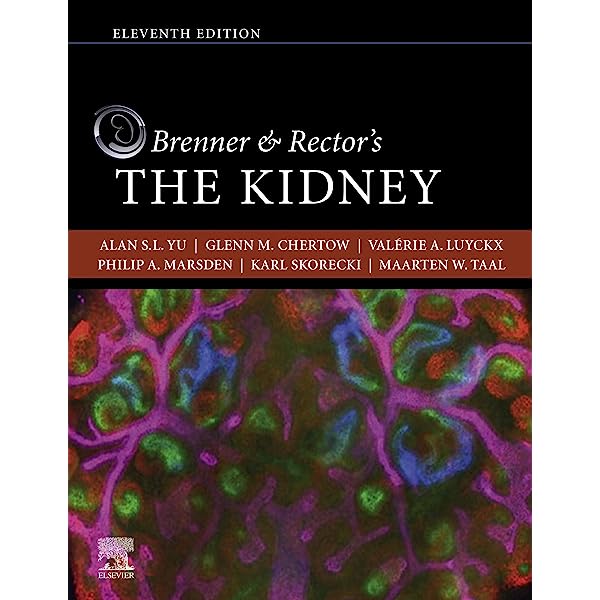 ELEVENTH EDITION
Brenner & Rector's
THE KIDNEY
ALAN S.L. YU | GLENN M. CHERTOW | VALÉRIE A. LUYCKX
PHILIP A. MARSDEN | KARL SKORECKI | MAARTEN W. TAAL
ELSEVIER